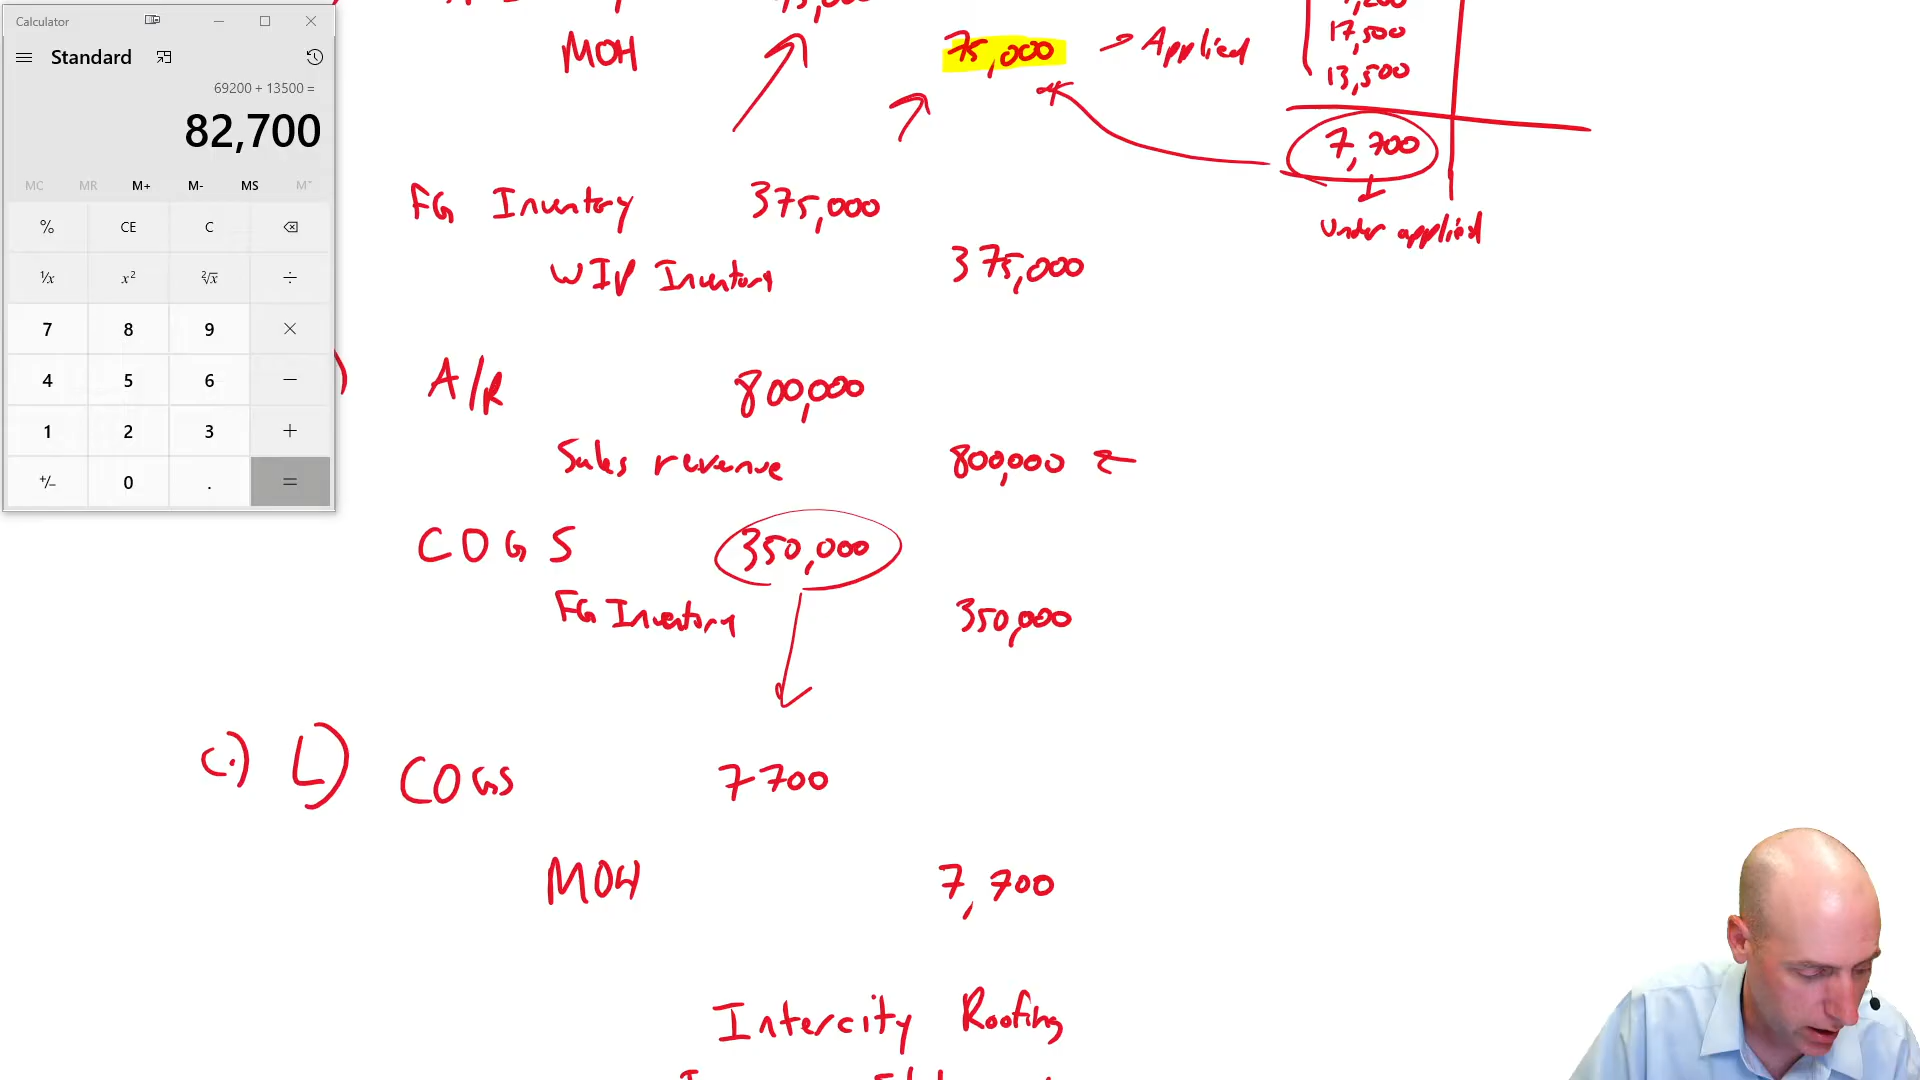 Calculator
Standard
69200 + 13500 =
82,700
MC MR M+ M- MS M˅
% CE C
⅟x x² ²√x ÷
7 8 9 ×
4 5 6 −
1 2 3 +
+/− 0 . =
MOH 75,000 → Applied
17,500
13,500
7,700
Under applied
FG Inventory 375,000
WIP Inventory 375,000
A/R 800,000
Sales revenue 800,000 ←
COGS 350,000
FG Inventory 350,000
c.) L) COGS 7700
MOH 7,700
Intercity Roofing